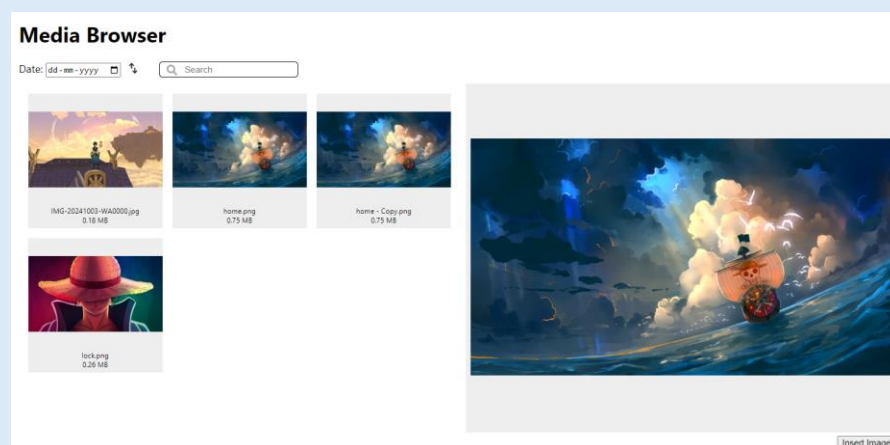 Media Browser
Date: dd-mm-yyyy
Search
IMG-20241003-WA0000.jpg
0.18 MB
home.png
0.75 MB
home - Copy.png
0.75 MB
lock.png
0.26 MB
Insert Image